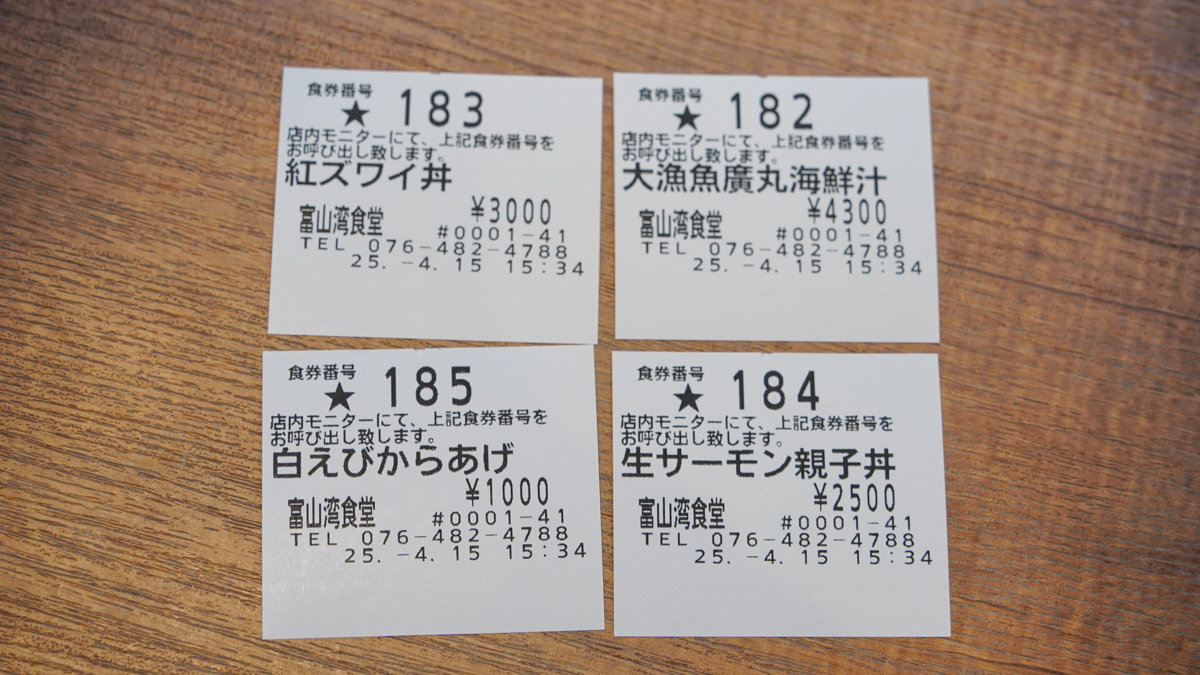 食券番号
★ 183
店内モニターにて、上記食券番号を
お呼び出し致します。
紅ズワイ丼
¥3000
富山湾食堂 #0001-41
TEL 076-482-4788
25. -4. 15 15:34
食券番号
★ 182
店内モニターにて、上記食券番号を
お呼び出し致します。
大漁魚廣丸海鮮汁
¥4300
富山湾食堂 #0001-41
TEL 076-482-4788
25. -4. 15 15:34
食券番号
★ 185
店内モニターにて、上記食券番号を
お呼び出し致します。
白えびからあげ
¥1000
富山湾食堂 #0001-41
TEL 076-482-4788
25. -4. 15 15:34
食券番号
★ 184
店内モニターにて、上記食券番号を
お呼び出し致します。
生サーモン親子丼
¥2500
富山湾食堂 #0001-41
TEL 076-482-4788
25. -4. 15 15:34